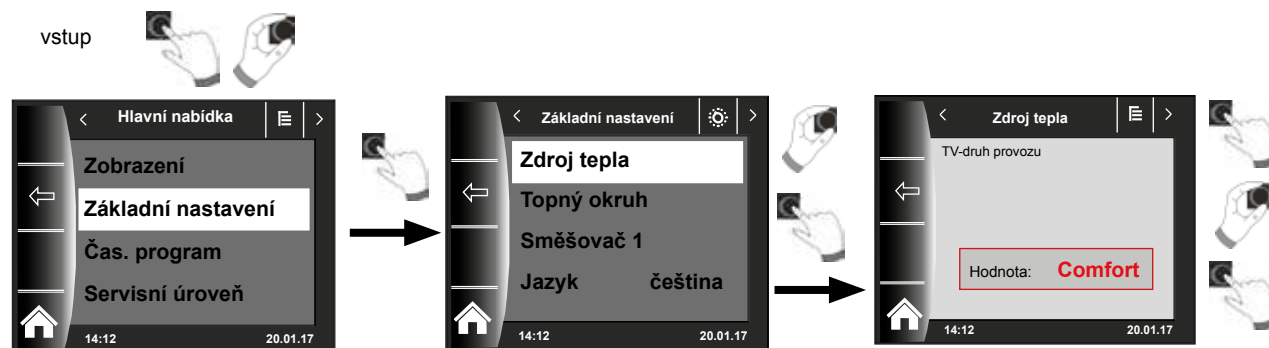 vstup
Hlavní nabídka
Zobrazení
Základní nastavení
Čas. program
Servisní úroveň
14:12 20.01.17
Základní nastavení
Zdroj tepla
Topný okruh
Směšovač 1
Jazyk čeština
14:12 20.01.17
Zdroj tepla
TV-druh provozu
Hodnota: Comfort
14:12 20.01.17